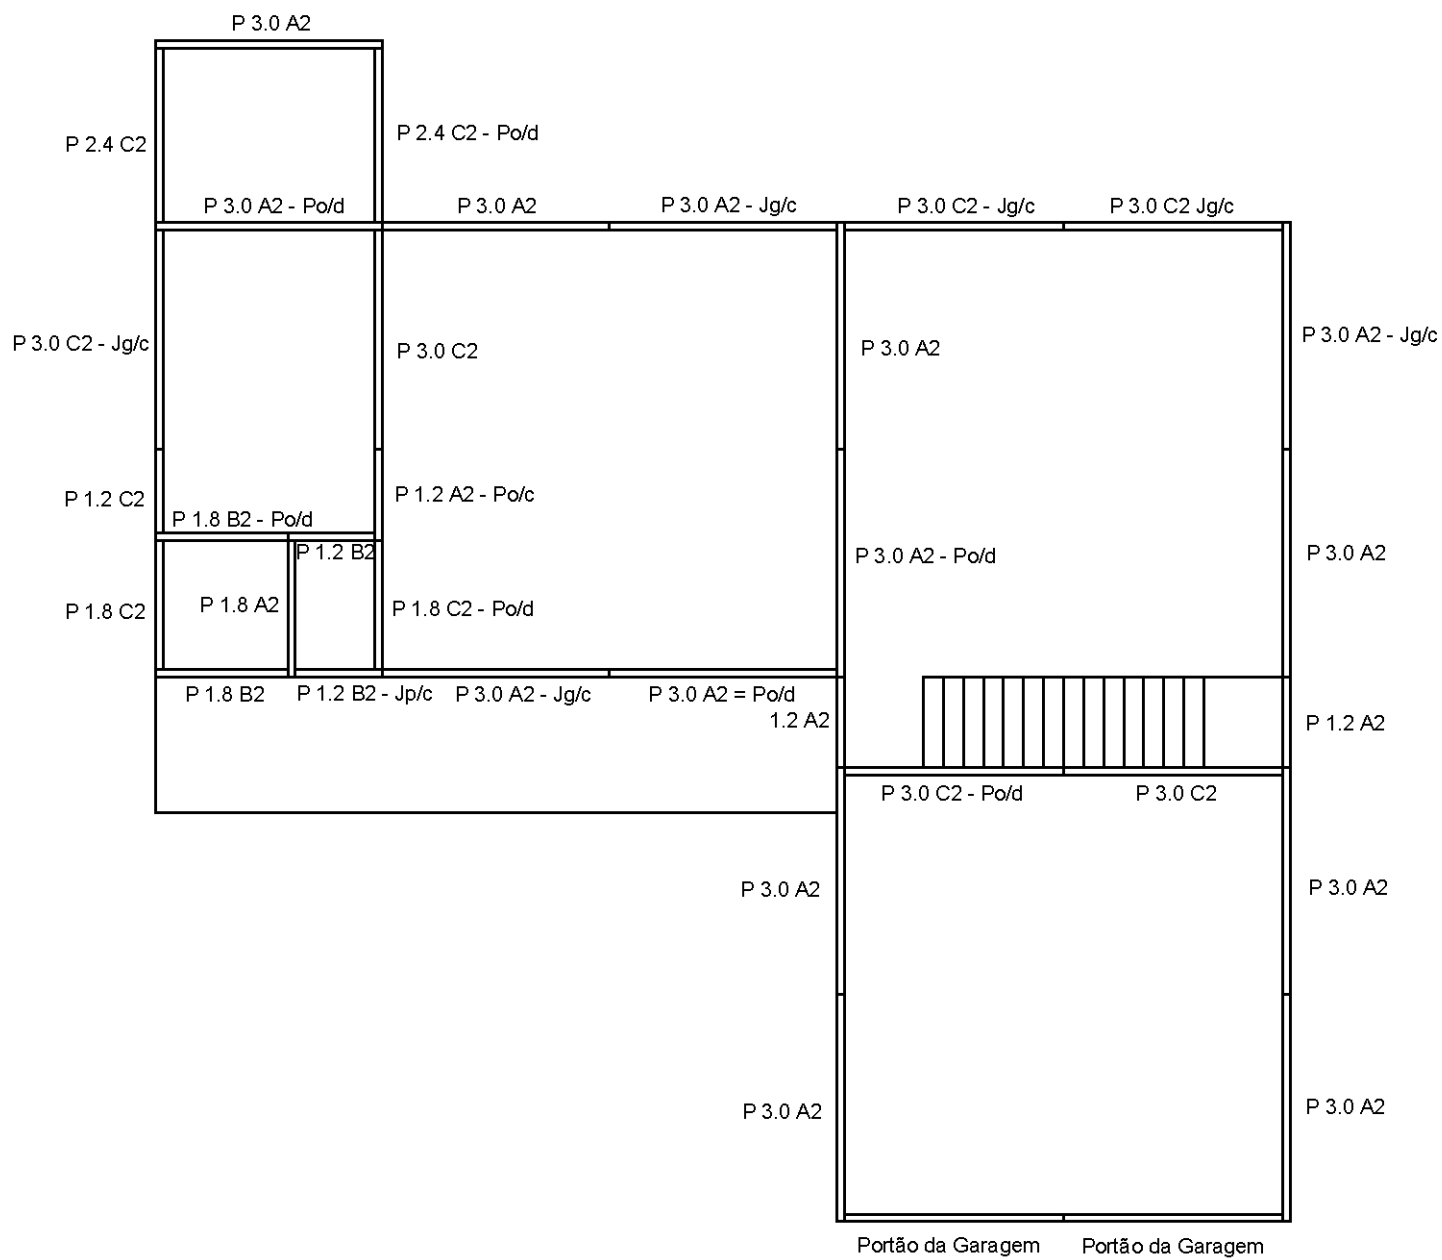 P 3.0 A2
P 2.4 C2 - Po/d
P 2.4 C2
P 3.0 A2 - Po/d
P 3.0 A2
P 3.0 A2 - Jg/c
P 3.0 C2 - Jg/c
P 3.0 C2 Jg/c
P 3.0 C2 - Jg/c
P 3.0 C2
P 3.0 A2
P 3.0 A2 - Jg/c
P 1.2 C2
P 1.2 A2 - Po/c
P 1.8 B2 - Po/d
P 1.2 B2
P 3.0 A2 - Po/d
P 3.0 A2
P 1.8 C2
P 1.8 A2
P 1.8 C2 - Po/d
P 1.8 B2
P 1.2 B2 - Jp/c
P 3.0 A2 - Jg/c
P 3.0 A2 = Po/d
1.2 A2
P 1.2 A2
P 3.0 C2 - Po/d
P 3.0 C2
P 3.0 A2
P 3.0 A2
P 3.0 A2
P 3.0 A2
Portão da Garagem
Portão da Garagem